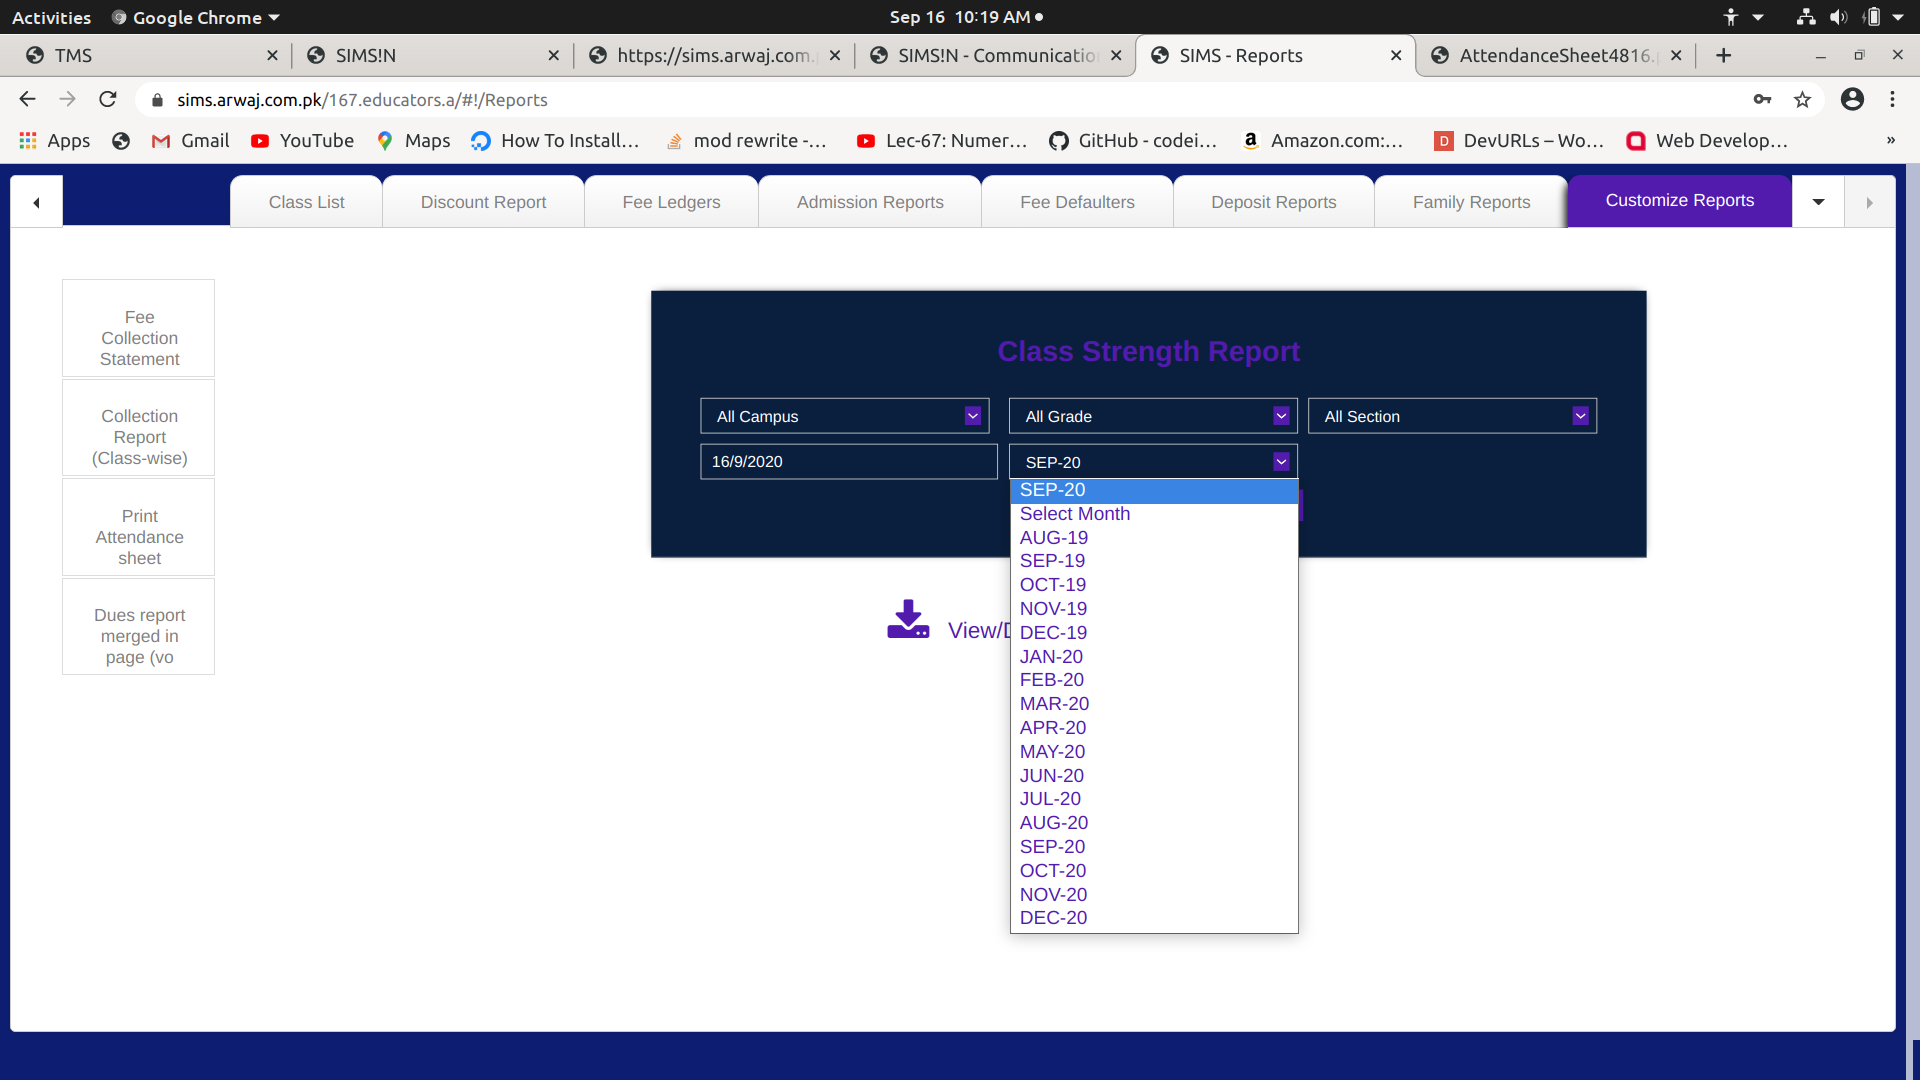 Activities Google Chrome Sep 16 10:19 AM
TMS SIMS!N https://sims.arwaj.com. SIMS!N - Communicatio SIMS - Reports AttendanceSheet4816.
sims.arwaj.com.pk/167.educators.a/#!/Reports
Apps Gmail YouTube Maps How To Install... mod rewrite -... Lec-67: Numer... GitHub - codei... Amazon.com:... DevURLs – Wo... Web Develop... »
Class List Discount Report Fee Ledgers Admission Reports Fee Defaulters Deposit Reports Family Reports Customize Reports
Fee
Collection
Statement
Collection
Report
(Class-wise)
Print
Attendance
sheet
Dues report
merged in
page (vo
Class Strength Report
All Campus All Grade All Section
16/9/2020 SEP-20
SEP-20
Select Month
AUG-19
SEP-19
OCT-19
NOV-19
DEC-19
JAN-20
FEB-20
MAR-20
APR-20
MAY-20
JUN-20
JUL-20
AUG-20
SEP-20
OCT-20
NOV-20
DEC-20
View/D